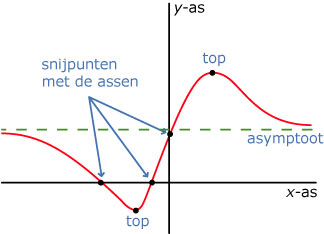 y-as
top
snijpunten
met de assen
asymptoot
x-as
top